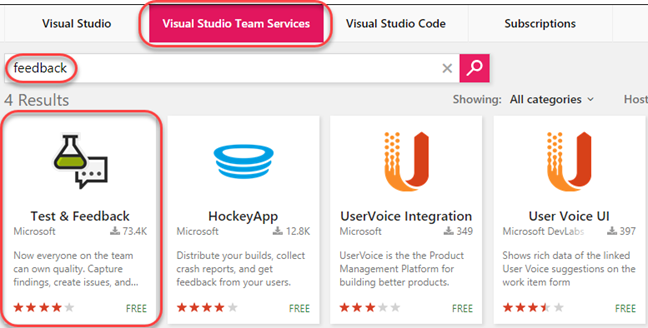 Visual Studio Visual Studio Team Services Visual Studio Code Subscriptions
feedback
4 Results Showing: All categories Host
Test & Feedback
Microsoft 73.4K
Now everyone on the team
can own quality. Capture
findings, create issues, and...
FREE
HockeyApp
Microsoft 12.8K
Distribute your builds, collect
crash reports, and get
feedback from your users.
FREE
UserVoice Integration
Microsoft 349
UserVoice is the the Product
Management Platform for
building better products.
FREE
User Voice UI
Microsoft DevLabs 397
Shows rich data of the linked
User Voice suggestions on the
work item form
FREE